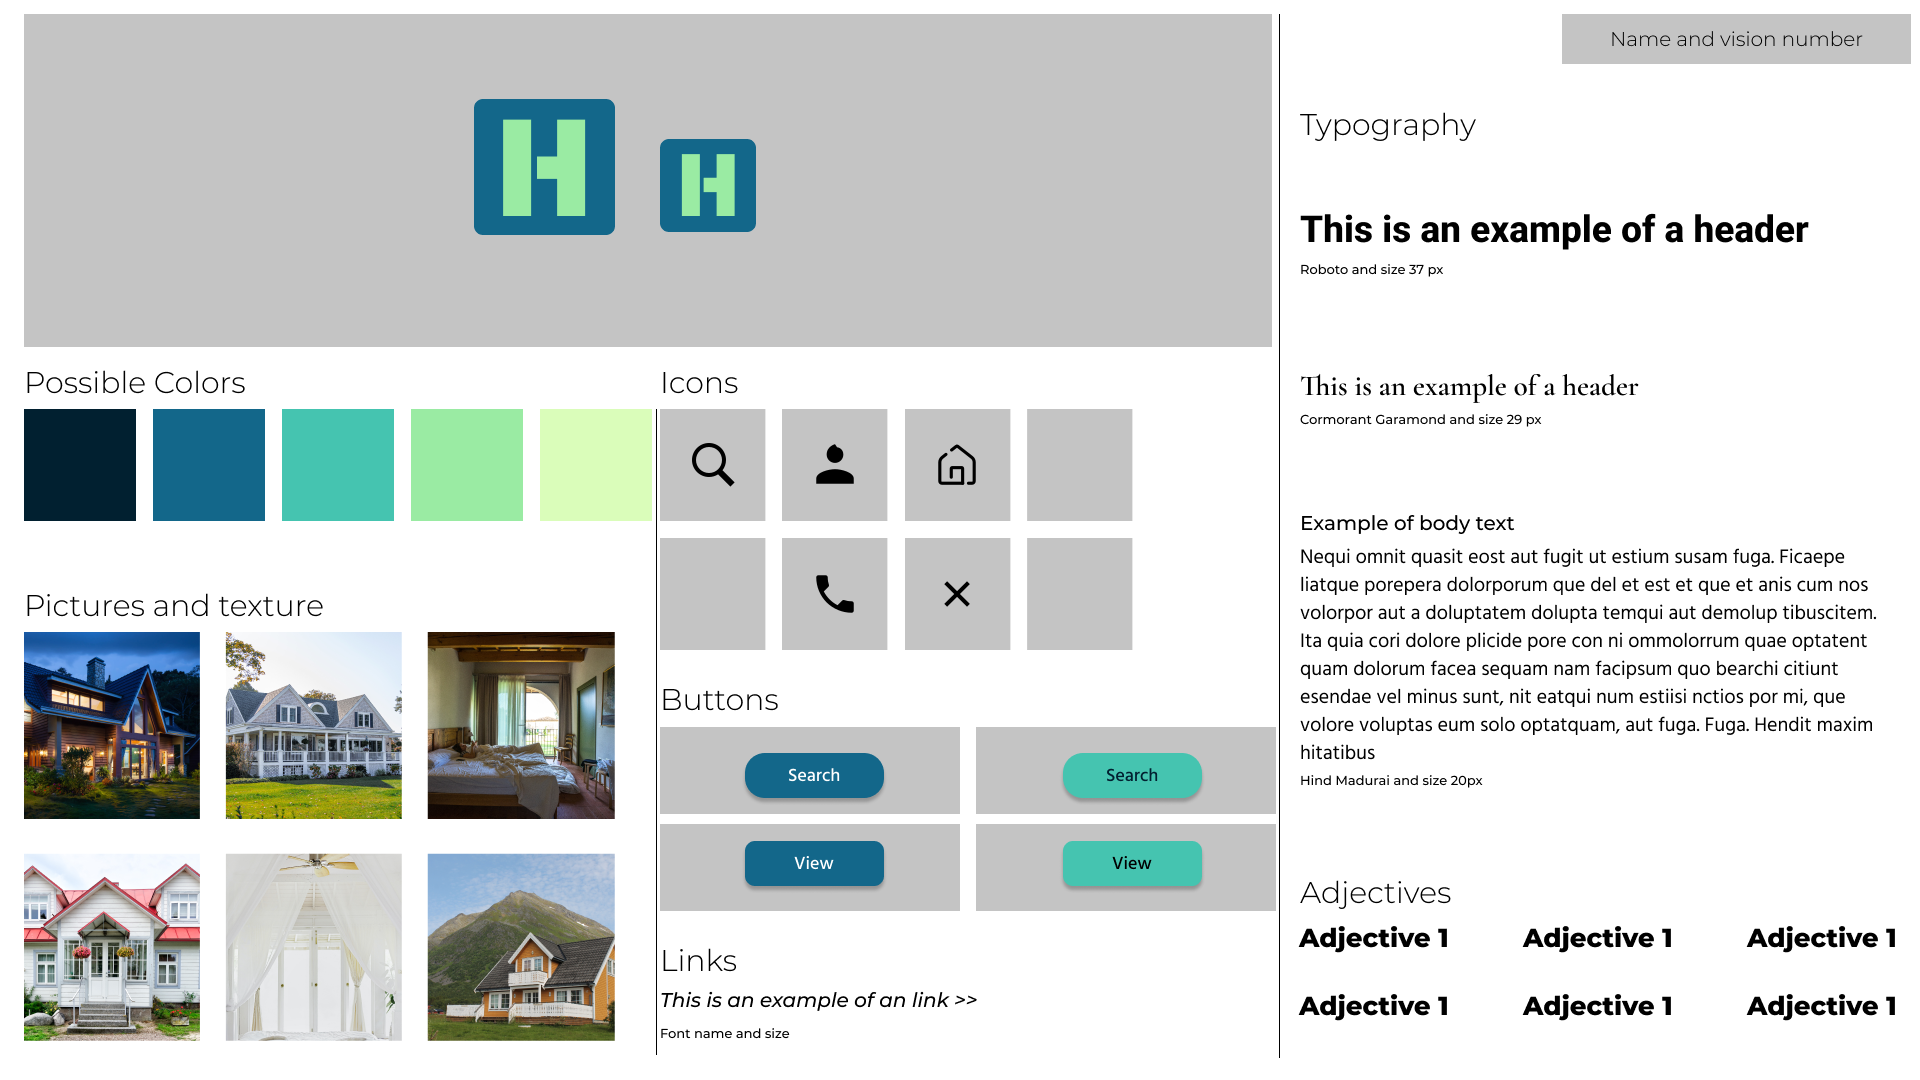 H
H
Possible Colors
Pictures and texture
Icons
Buttons
Search
Search
View
View
Links
This is an example of an link >>
Font name and size
Name and vision number
Typography
This is an example of a header
Roboto and size 37 px
This is an example of a header
Cormorant Garamond and size 29 px
Example of body text
Nequi omnit quasit eost aut fugit ut estium susam fuga. Ficaepe
liatque porepera dolorporum que del et est et que et anis cum nos
volorpor aut a doluptatem dolupta temqui aut demolup tibuscitem.
Ita quia cori dolore plicide pore con ni ommolorrum quae optatent
quam dolorum facea sequam nam facipsum quo bearchi citiunt
esendae vel minus sunt, nit eatqui num estiisi nctios por mi, que
volore voluptas eum solo optatquam, aut fuga. Fuga. Hendit maxim
hitatibus
Hind Madurai and size 20px
Adjectives
Adjective 1 Adjective 1 Adjective 1
Adjective 1 Adjective 1 Adjective 1